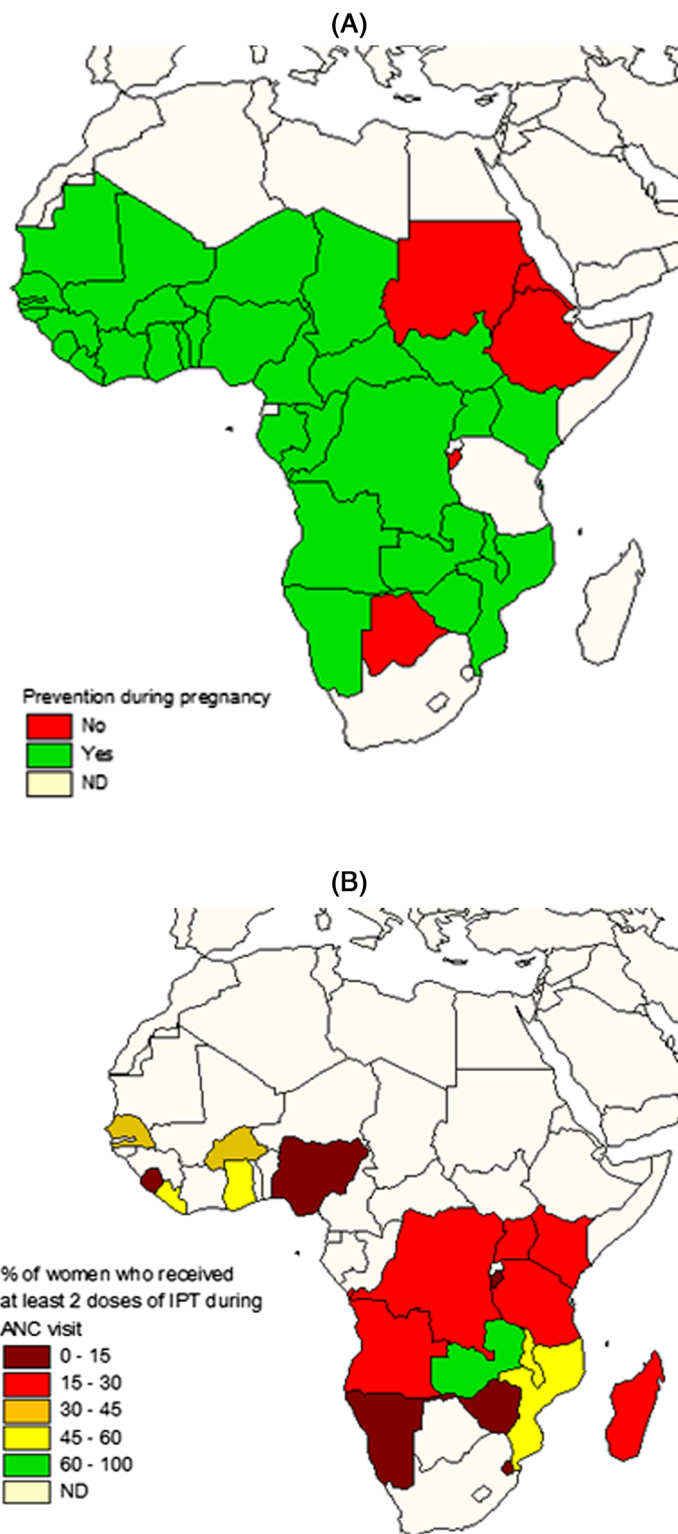 (A)
Prevention during pregnancy
No
Yes
ND
(B)
% of women who received
at least 2 doses of IPT during
ANC visit
0 - 15
15 - 30
30 - 45
45 - 60
60 - 100
ND